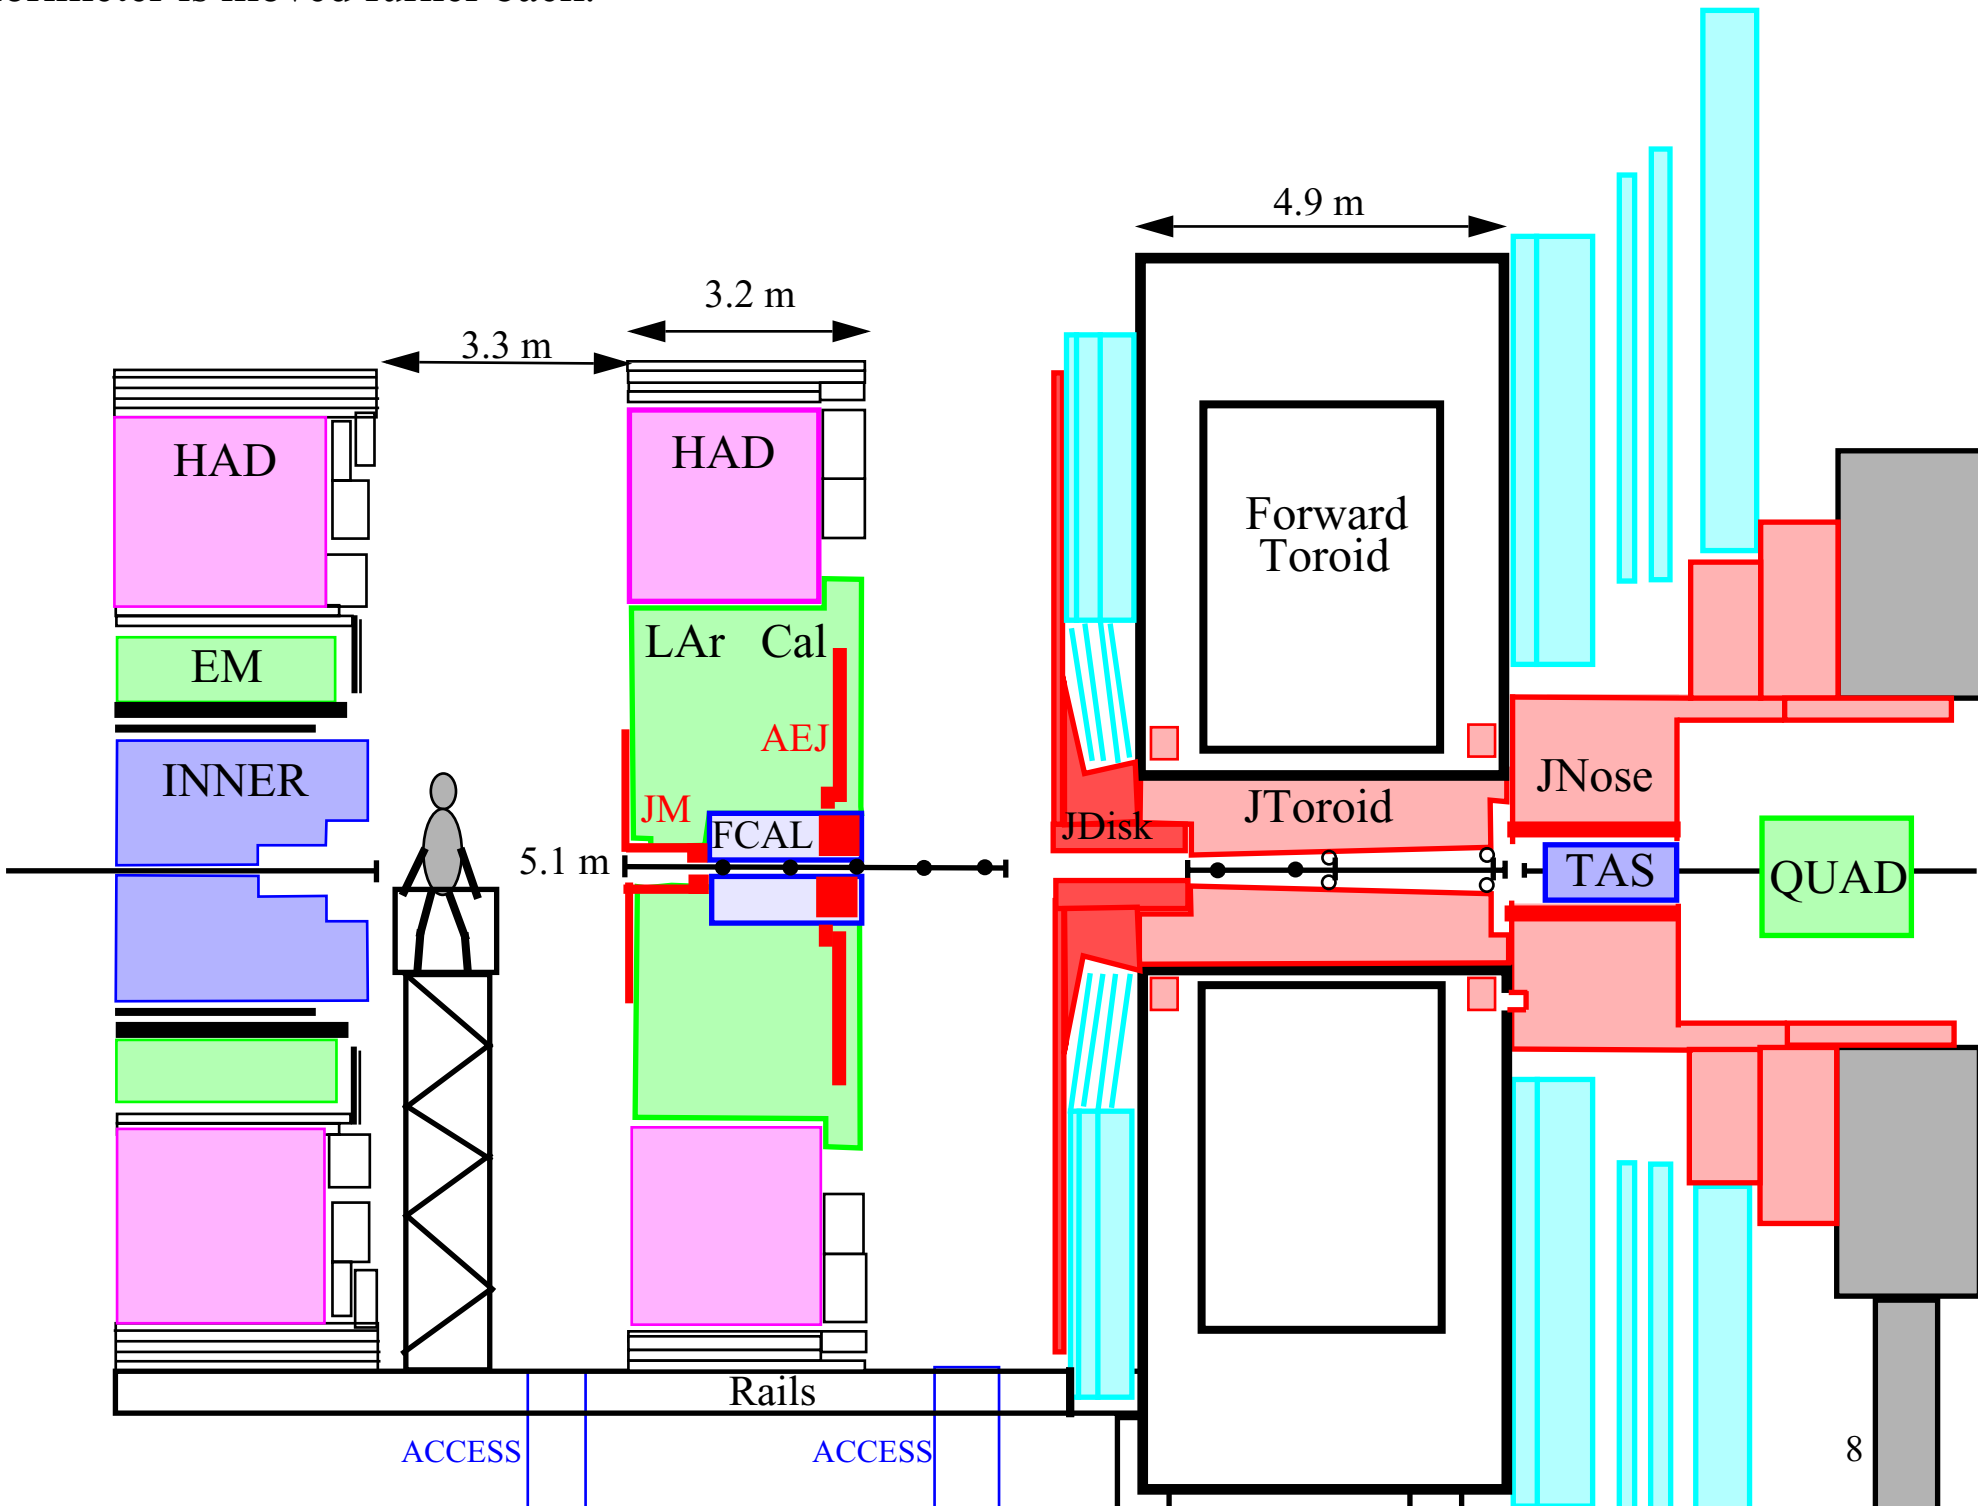 4.9 m
3.2 m
3.3 m
HAD
HAD
Forward
Toroid
LAr Cal
EM
AEJ
INNER
JM
JNose
JToroid
JDisk
FCAL
5.1 m
TAS
QUAD
Rails
ACCESS
ACCESS
8